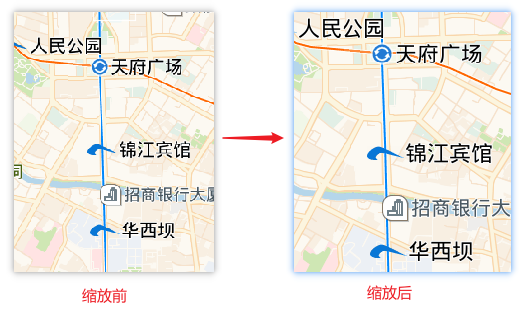 人民公园
天府广场
锦江宾馆
招商银行大厦
华西坝
缩放前
人民公园
天府广场
锦江宾馆
招商银行大
华西坝
缩放后